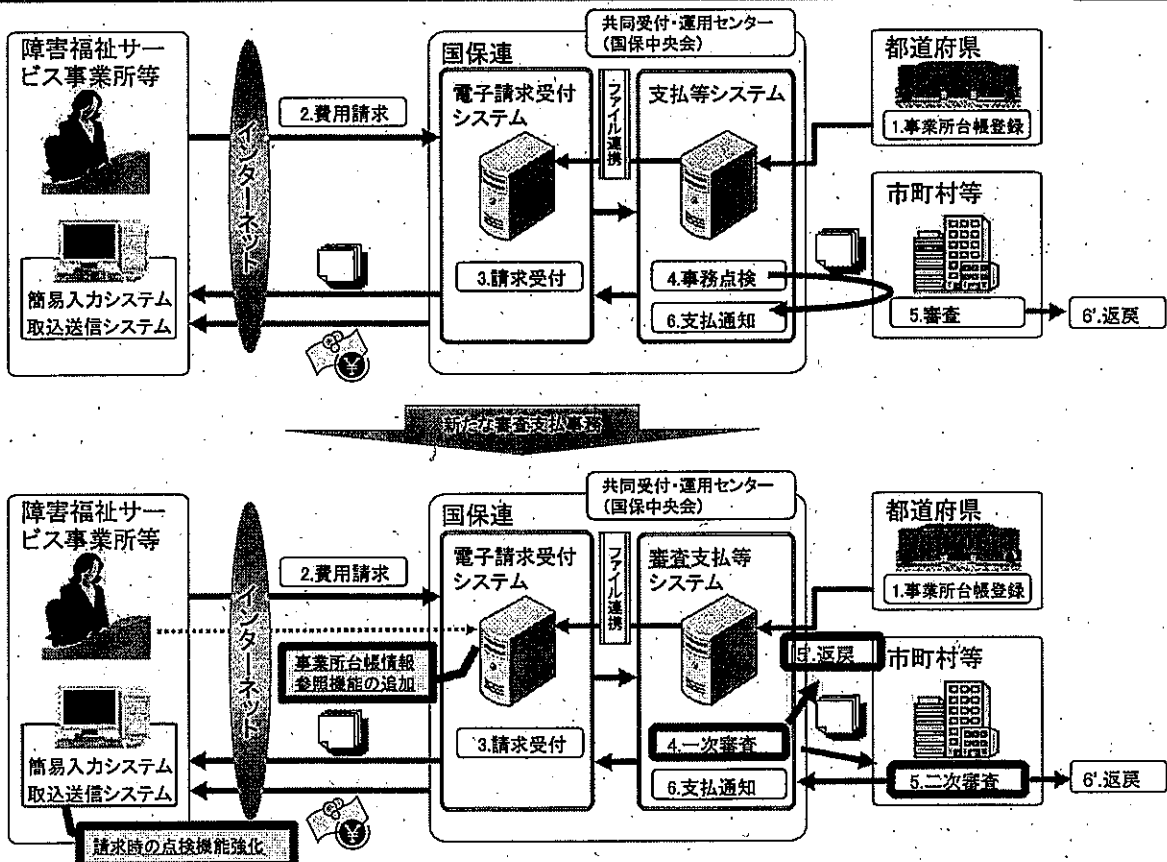 共同受付・運用センター
(国保中央会)
障害福祉サー
ビス事業所等
国保連
都道府県
電子請求受付
システム
ファイル連携
支払等システム
2.費用請求
1.事業所台帳登録
インターネット
市町村等
3.請求受付
4.事務点検
簡易入力システム
取込送信システム
6.支払通知
5.審査
6'.返戻
¥
新たな審査支払事務
共同受付・運用センター
(国保中央会)
障害福祉サー
ビス事業所等
国保連
都道府県
電子請求受付
システム
ファイル連携
審査支払等
システム
2.費用請求
1.事業所台帳登録
インターネット
5'.返戻
市町村等
事業所台帳情報
参照機能の追加
3.請求受付
4.一次審査
簡易入力システム
取込送信システム
6.支払通知
5.二次審査
6'.返戻
¥
請求時の点検機能強化